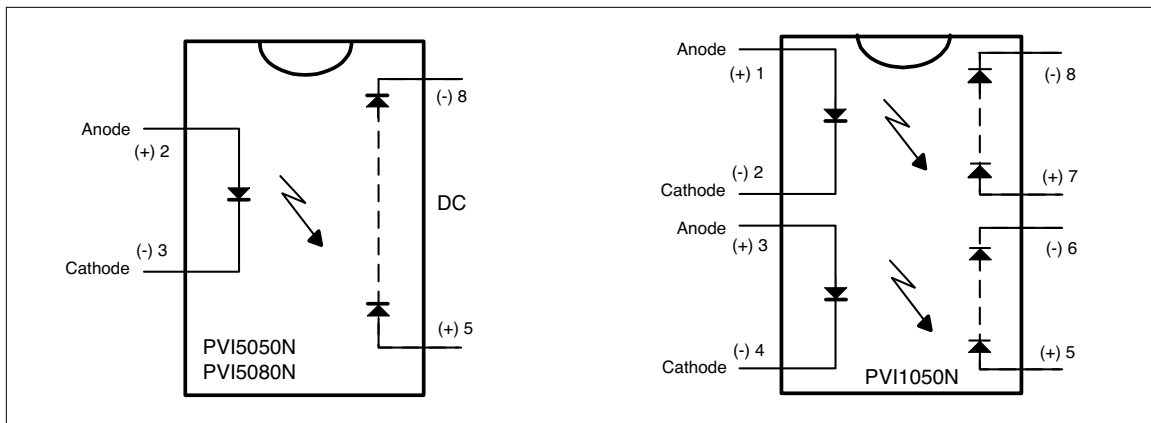 (-) 8
Anode
(+) 2
DC
(-) 3
Cathode
(+) 5
PVI5050N
PVI5080N
Anode
(+) 1
(-) 8
(-) 2
Cathode
(+) 7
Anode
(+) 3
(-) 6
(-) 4
Cathode
(+) 5
PVI1050N